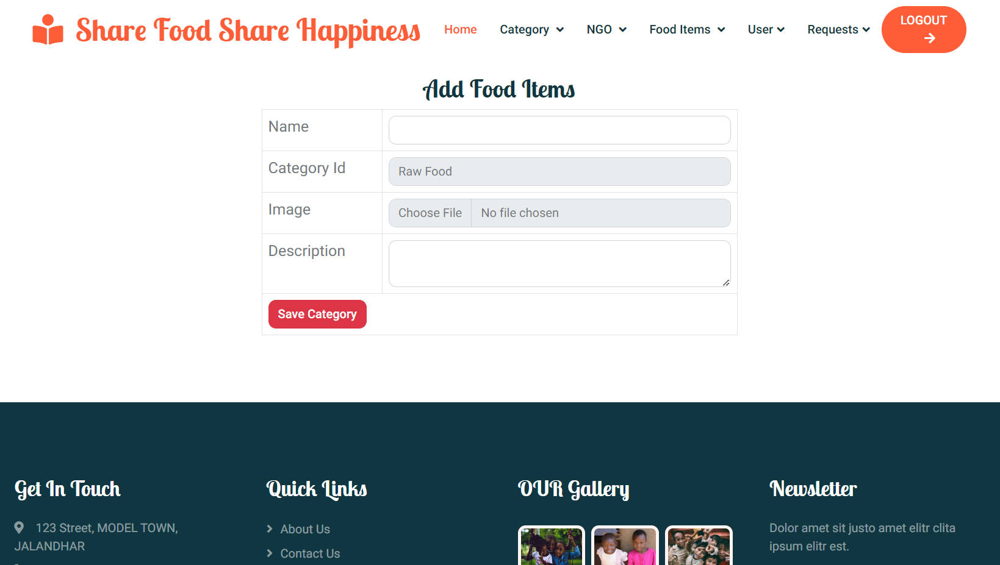 Share Food Share Happiness
Home
Category
NGO
Food Items
User
Requests
LOGOUT
Add Food Items
Name
Category Id
Raw Food
Image
Choose File
No file chosen
Description
Save Category
Get In Touch
123 Street, MODEL TOWN,
JALANDHAR
Quick Links
About Us
Contact Us
OUR Gallery
Newsletter
Dolor amet sit justo amet elitr clita
ipsum elitr est.